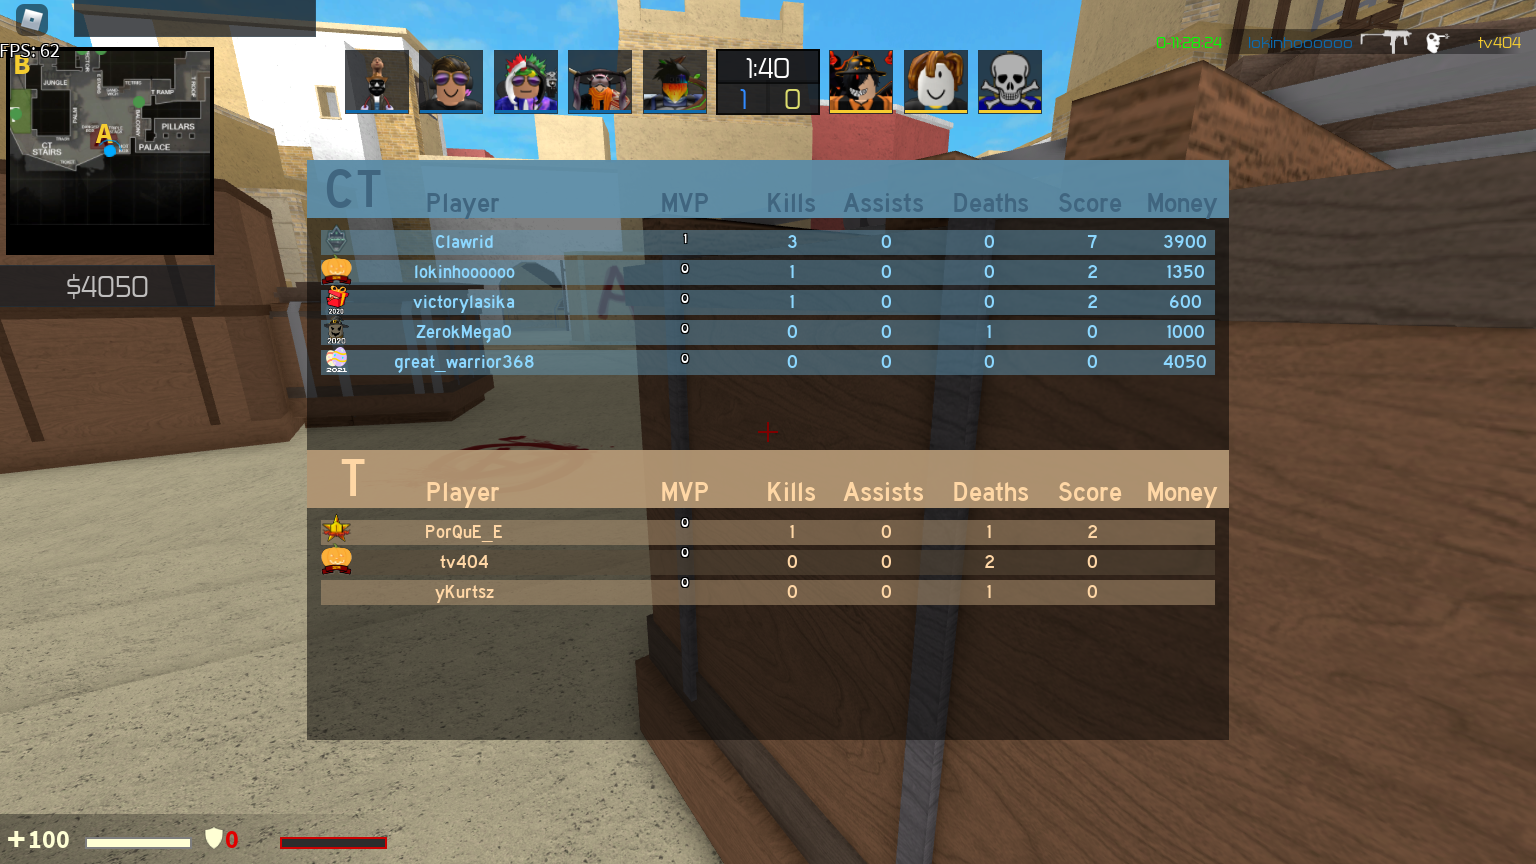 FPS: 62
B
JUNGLE
PALM
TETRIS
T RAMP
PILLARS
A
BALCONY
PALACE
CT
STAIRS
TICKET
$4050
1:40
1 0
0-11:28:24 lokinhoooooo tv404
CT Player MVP Kills Assists Deaths Score Money
Clawrid 1 3 0 0 7 3900
lokinhoooooo 0 1 0 0 2 1350
2020 victorylasika 0 1 0 0 2 600
2020 ZerokMega0 0 0 0 1 0 1000
2021 great_warrior368 0 0 0 0 0 4050
A
T Player MVP Kills Assists Deaths Score Money
PorQuE_E 0 1 0 1 2
tv404 0 0 0 2 0
yKurtsz 0 0 0 1 0
+100 0